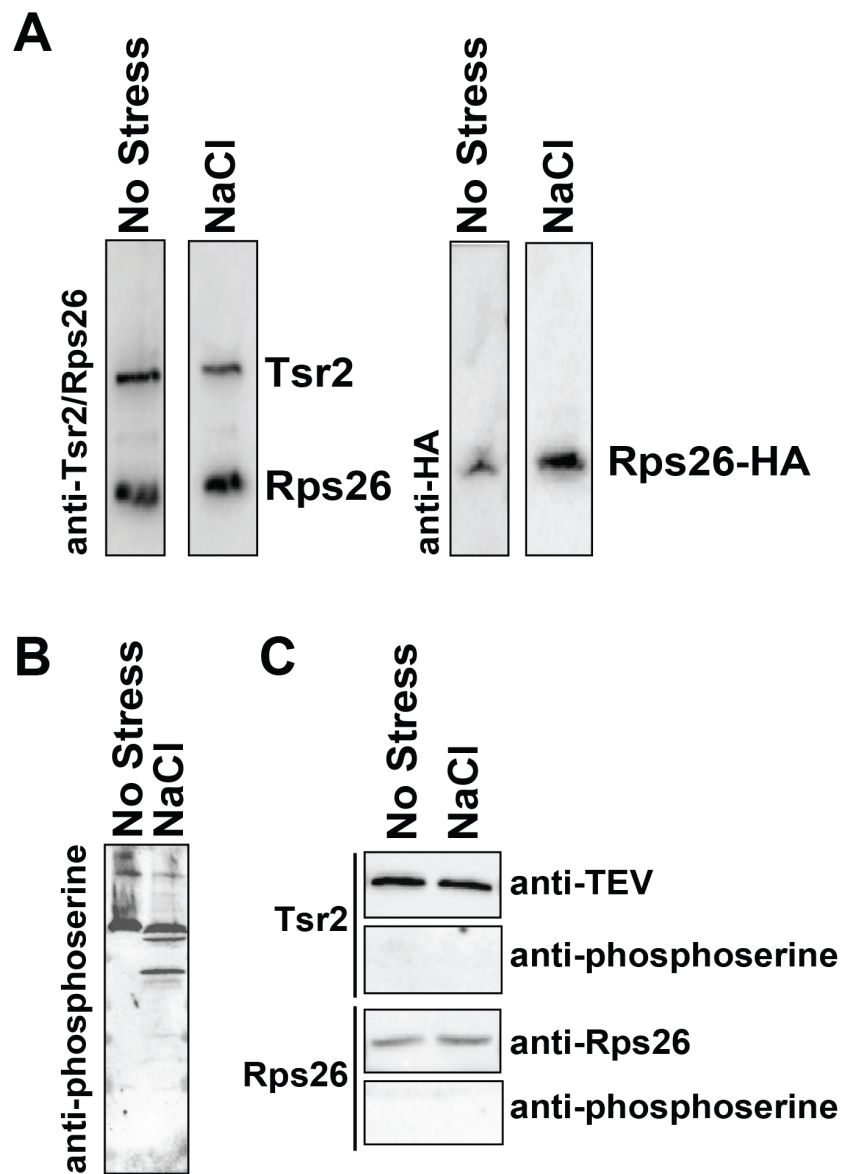 A
No Stress
NaCl
anti-Tsr2/Rps26
Tsr2
Rps26
No Stress
NaCl
anti-HA
Rps26-HA
B
No Stress
NaCl
anti-phosphoserine
C
No Stress
NaCl
Tsr2
anti-TEV
anti-phosphoserine
Rps26
anti-Rps26
anti-phosphoserine